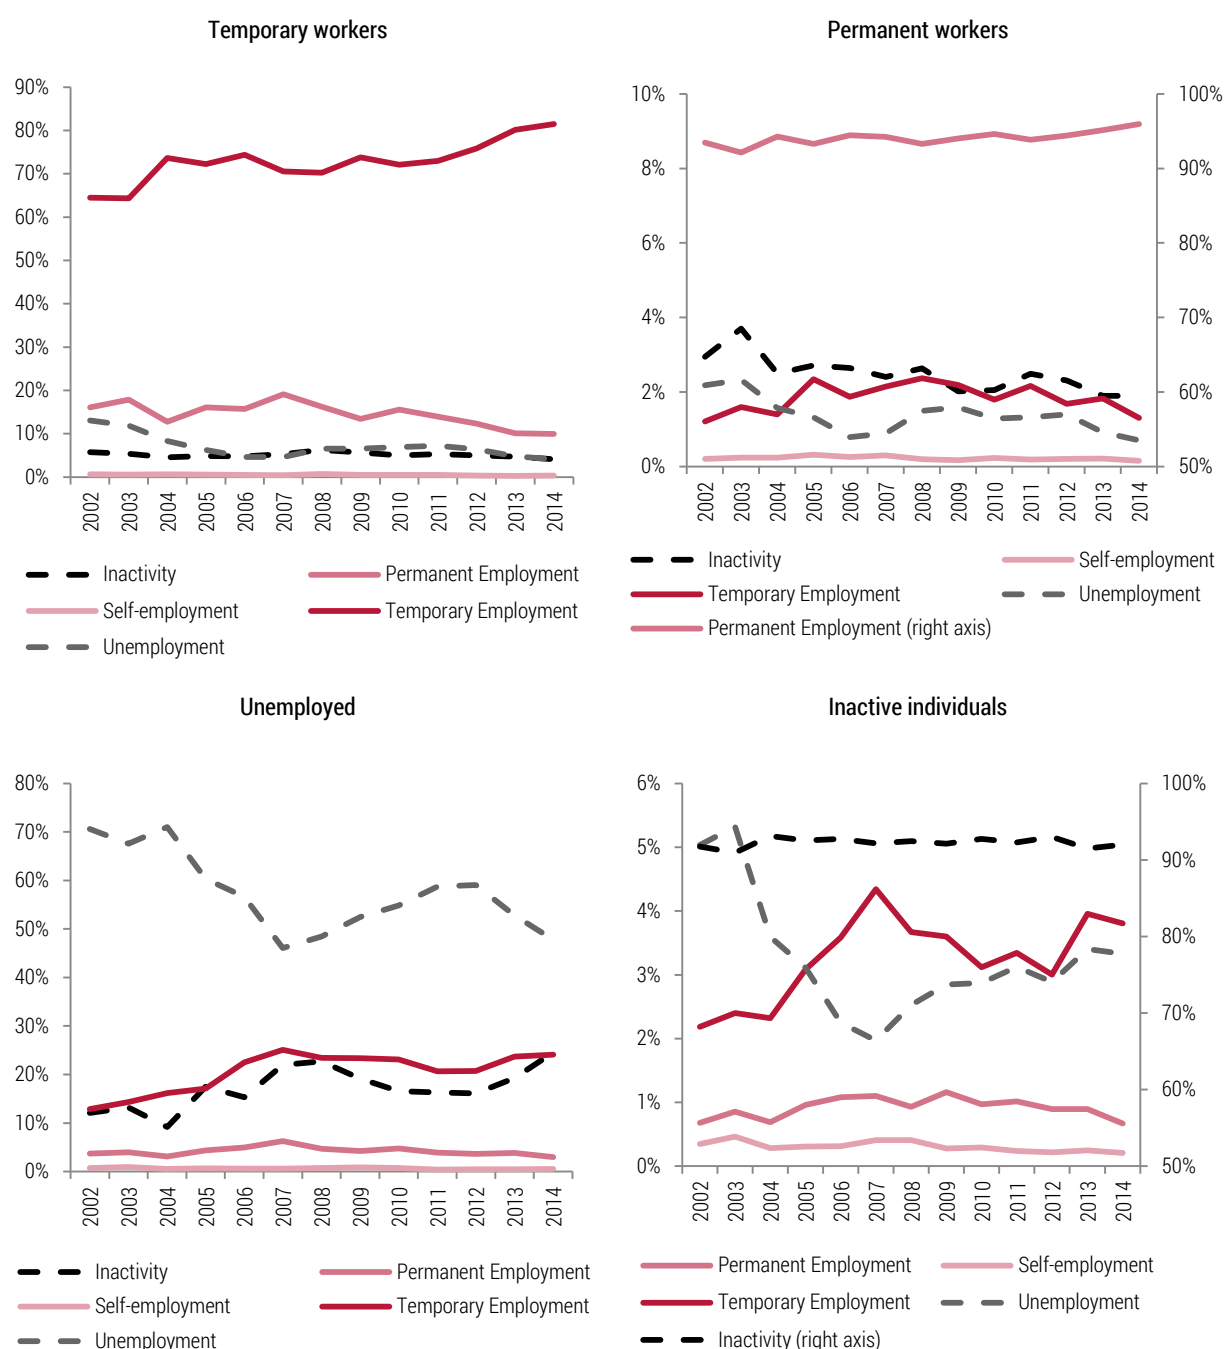 Temporary workers
90%
80%
70%
60%
50%
40%
30%
20%
10%
0%
2002 2003 2004 2005 2006 2007 2008 2009 2010 2011 2012 2013 2014
Inactivity Permanent Employment
Self-employment Temporary Employment
Unemployment
Permanent workers
10% 100%
8% 90%
6% 80%
4% 70%
2% 60%
0% 50%
2002 2003 2004 2005 2006 2007 2008 2009 2010 2011 2012 2013 2014
Inactivity Self-employment
Temporary Employment Unemployment
Permanent Employment (right axis)
Unemployed
80%
70%
60%
50%
40%
30%
20%
10%
0%
2002 2003 2004 2005 2006 2007 2008 2009 2010 2011 2012 2013 2014
Inactivity Permanent Employment
Self-employment Temporary Employment
Unemployment
Inactive individuals
6% 100%
5% 90%
4% 80%
3% 70%
2% 60%
1% 50%
0%
2002 2003 2004 2005 2006 2007 2008 2009 2010 2011 2012 2013 2014
Permanent Employment Self-employment
Temporary Employment Unemployment
Inactivity (right axis)